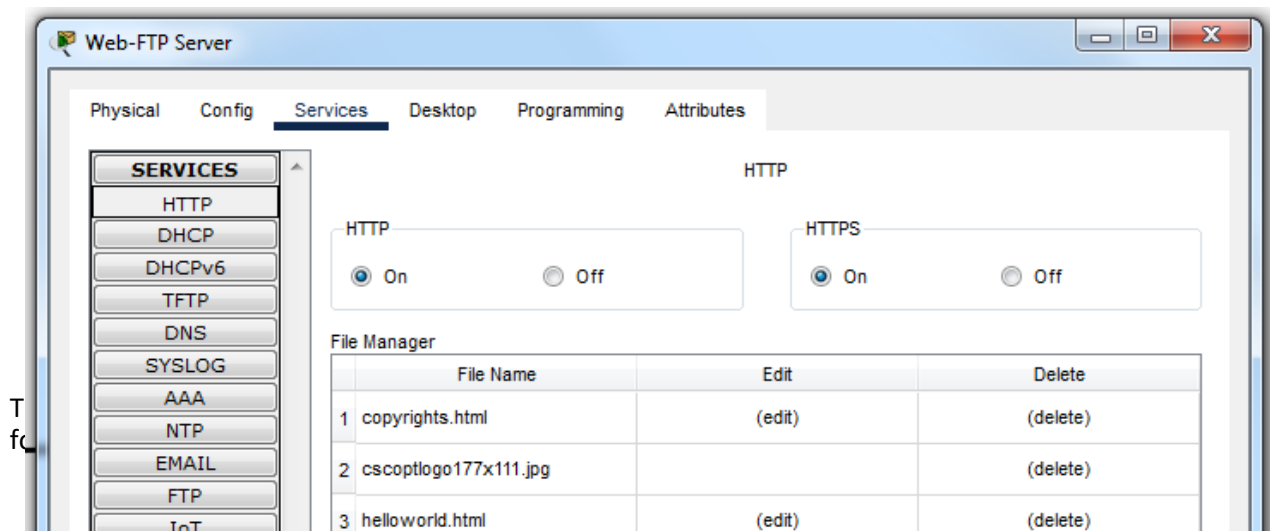 Web-FTP Server
Physical Config Services Desktop Programming Attributes
SERVICES
HTTP
DHCP
DHCPv6
TFTP
DNS
SYSLOG
AAA
NTP
EMAIL
FTP
IoT
HTTP
HTTP
On Off
HTTPS
On Off
File Manager
File Name Edit Delete
1 copyrights.html (edit) (delete)
2 cscoptlogo177x111.jpg (delete)
3 helloworld.html (edit) (delete)